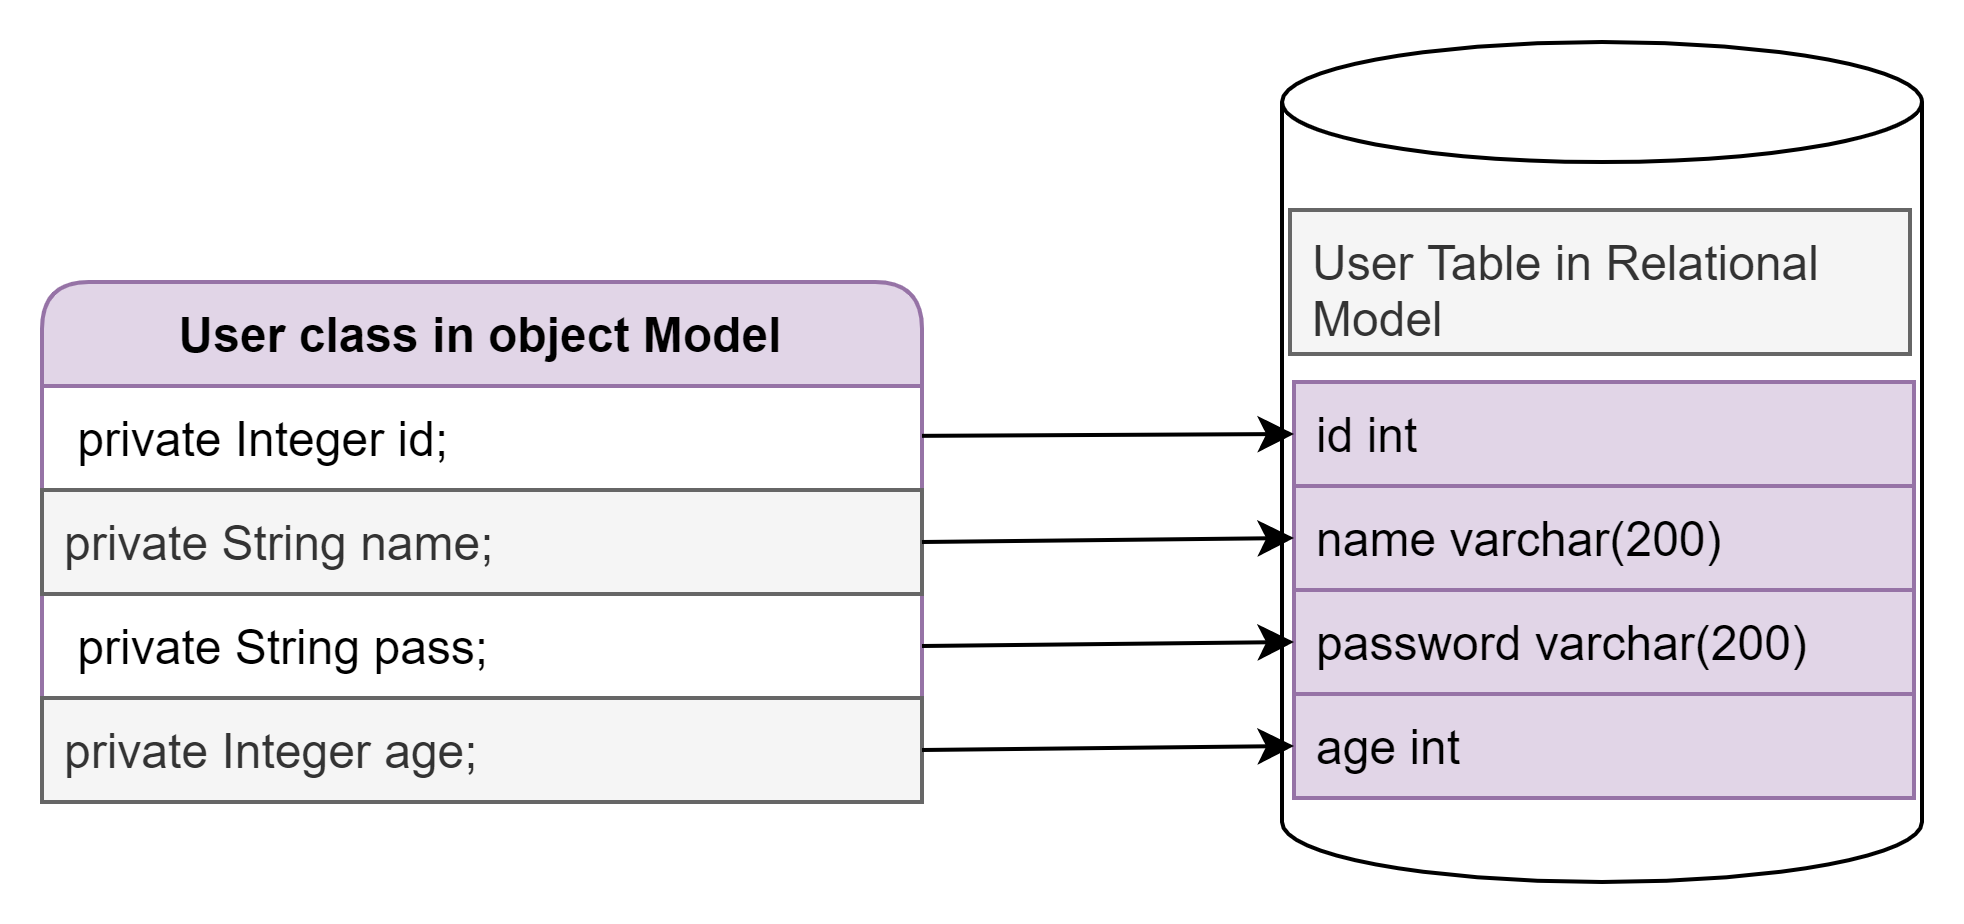 User class in object Model
private Integer id;
private String name;
private String pass;
private Integer age;
User Table in Relational
Model
id int
name varchar(200)
password varchar(200)
age int